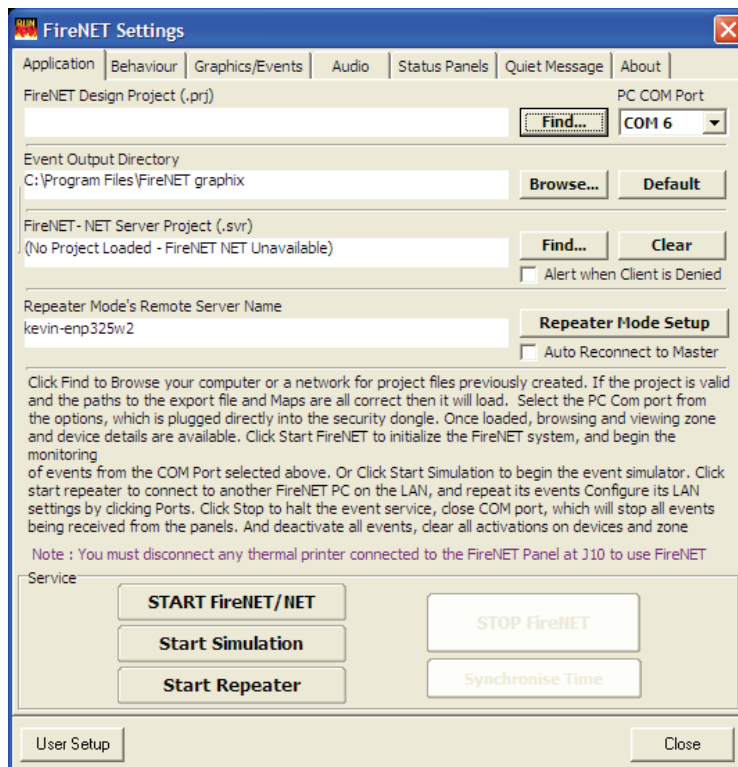 RUN
FireNET Settings
Application Behaviour Graphics/Events Audio Status Panels Quiet Message About
FireNET Design Project (.prj) PC COM Port
Find... COM 6
Event Output Directory
C:\Program Files\FireNET graphix Browse... Default
FireNET- NET Server Project (.svr)
(No Project Loaded - FireNET NET Unavailable) Find... Clear
Alert when Client is Denied
Repeater Mode's Remote Server Name
kevin-enp325w2 Repeater Mode Setup
Auto Reconnect to Master
Click Find to Browse your computer or a network for project files previously created. If the project is valid
and the paths to the export file and Maps are all correct then it will load. Select the PC Com port from
the options, which is plugged directly into the security dongle. Once loaded, browsing and viewing zone
and device details are available. Click Start FireNET to initialize the FireNET system, and begin the
monitoring
of events from the COM Port selected above. Or Click Start Simulation to begin the event simulator. Click
start repeater to connect to another FireNET PC on the LAN, and repeat its events Configure its LAN
settings by clicking Ports. Click Stop to halt the event service, close COM port, which will stop all events
being received from the panels. And deactivate all events, clear all activations on devices and zone
Note : You must disconnect any thermal printer connected to the FireNET Panel at J10 to use FireNET
Service
START FireNET/NET
Start Simulation
Start Repeater
STOP FireNET
Synchronise Time
User Setup Close